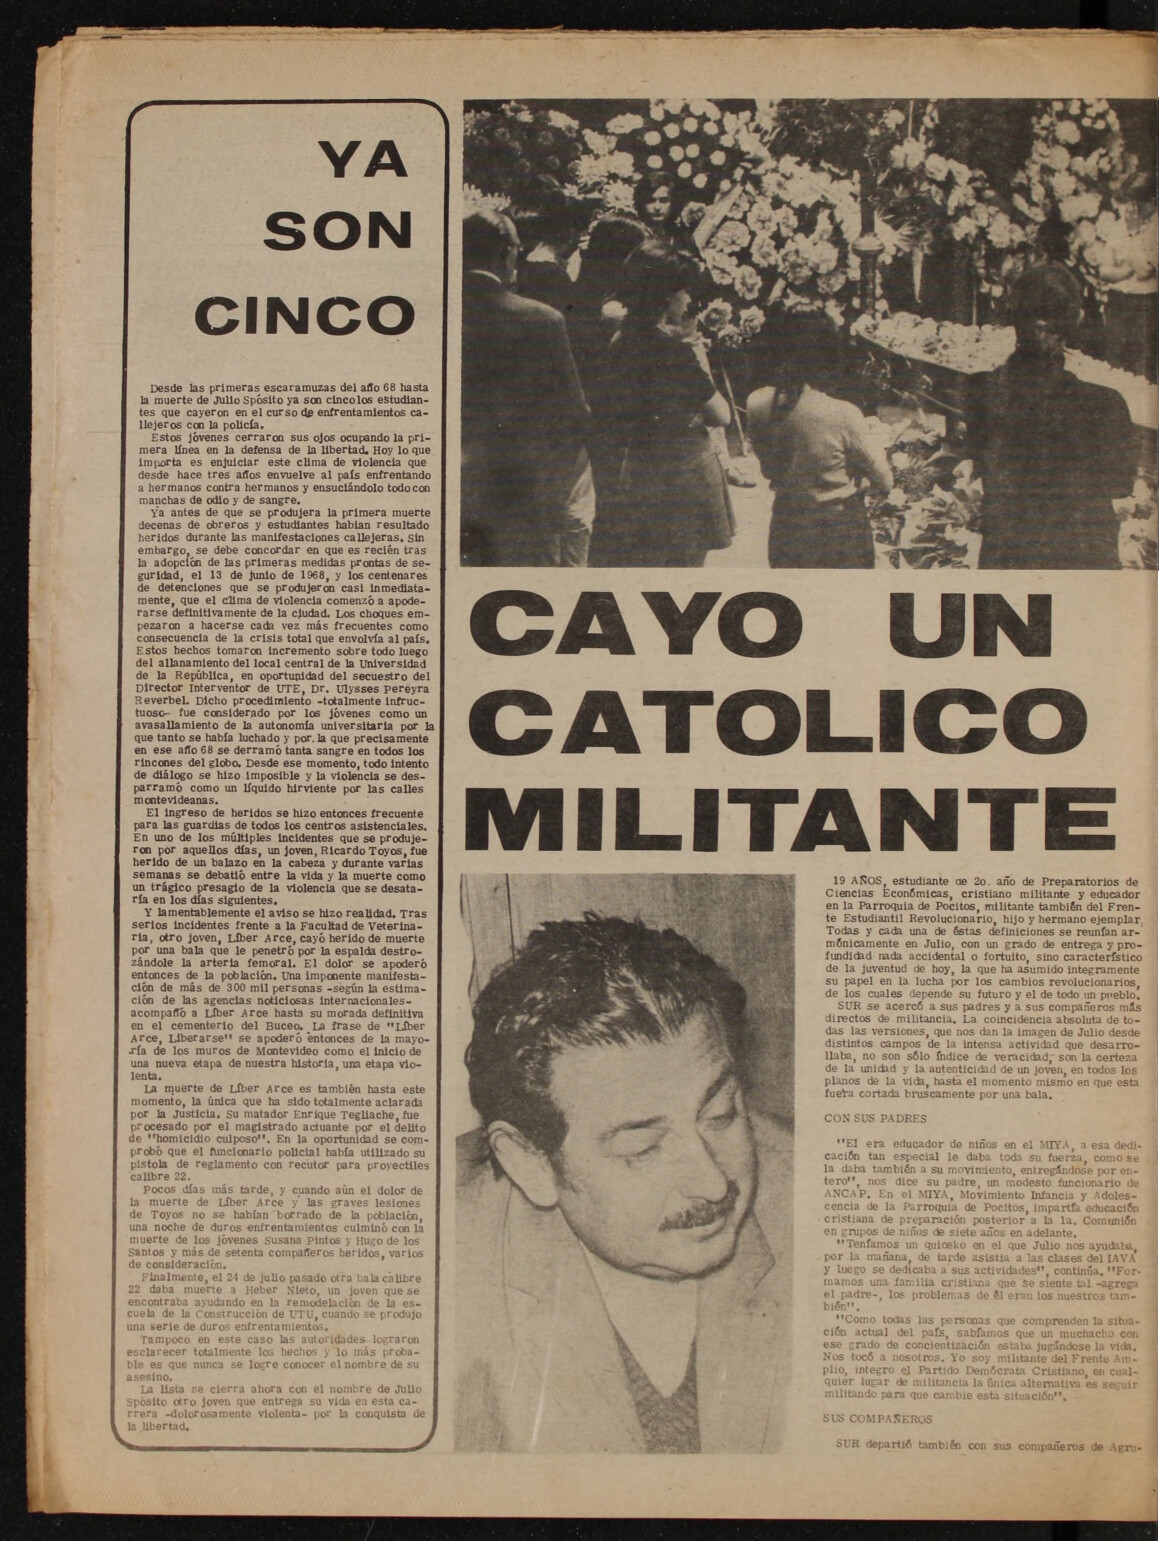 YA
SON
CINCO
Desde las primeras escaramuzas del año 68 hasta
la muerte de Julio Spósito ya son cinco los estudian-
tes que cayeron en el curso de enfrentamientos ca-
llejeros con la policía.
Estos jóvenes cerraron sus ojos ocupando la pri-
mera línea en la defensa de la libertad. Hoy lo que
importa es enjuiciar este clima de violencia que
desde hace tres años envuelve al país enfrentando
a hermanos contra hermanos y ensuciándolo todo con
manchas de odio y de sangre.
Ya antes de que se produjera la primera muerte
decenas de obreros y estudiantes habían resultado
heridos durante las manifestaciones callejeras. Sin
embargo, se debe concordar en que es recién tras
la adopción de las primeras medidas prontas de se-
guridad, el 13 de junio de 1968, y los centenares
de detenciones que se produjeron casi inmediata-
mente, que el clima de violencia comenzó a apode-
rarse definitivamente de la ciudad. Los choques em-
pezaron a hacerse cada vez más frecuentes como
consecuencia de la crisis total que envolvía al país.
Estos hechos tomaron incremento sobre todo luego
del allanamiento del local central de la Universidad
de la República, en oportunidad del secuestro del
Director Interventor de UTE, Dr. Ulysses Pereyra
Reverbel. Dicho procedimiento -totalmente infruc-
tuoso- fue considerado por los jóvenes como un
avasallamiento de la autonomía universitaria por la
que tanto se había luchado y por la que precisamente
en ese año 68 se derramó tanta sangre en todos los
rincones del globo. Desde ese momento, todo intento
de diálogo se hizo imposible y la violencia se des-
parramó como un líquido hirviente por las calles
montevideanas.
El ingreso de heridos se hizo entonces frecuente
para las guardias de todos los centros asistenciales.
En uno de los múltiples incidentes que se produje-
ron por aquellos días, un joven, Ricardo Toyos, fue
herido de un balazo en la cabeza y durante varias
semanas se debatió entre la vida y la muerte como
un trágico presagio de la violencia que se desata-
ría en los días siguientes.
Y lamentablemente el aviso se hizo realidad. Tras
serios incidentes frente a la Facultad de Veterina-
ria, otro joven, Líber Arce, cayó herido de muerte
por una bala que le penetró por la espalda destro-
zándole la arteria femoral. El dolor se apoderó
entonces de la población. Una imponente manifesta-
ción de más de 300 mil personas -según la estima-
ción de las agencias noticiosas internacionales-
acompañó a Líber Arce hasta su morada definitiva
en el cementerio del Buceo. La frase de "Líber
Arce, Liberarse" se apoderó entonces de la mayo-
ría de los muros de Montevideo como el inicio de
una nueva etapa de nuestra historia, una etapa vio-
lenta.
La muerte de Líber Arce es también hasta este
momento, la única que ha sido totalmente aclarada
por la Justicia. Su matador Enrique Tegliache, fue
procesado por el magistrado actuante por el delito
de "homicidio culposo". En la oportunidad se com-
probó que el funcionario policial había utilizado su
pistola de reglamento con recutor para proyectiles
calibre 22.
Pocos días más tarde, y cuando aún el dolor de
la muerte de Líber Arce y las graves lesiones
de Toyos no se habían borrado de la población,
una noche de duros enfrentamientos culminó con la
muerte de los jóvenes Susana Pintos y Hugo de los
Santos y más de setenta compañeros heridos, varios
de consideración.
Finalmente, el 24 de julio pasado otra bala calibre
22 daba muerte a Heber Nieto, un joven que se
encontraba ayudando en la remodelación de la es-
cuela de la Construcción de UTU, cuando se produjo
una serie de duros enfrentamientos.
Tampoco en este caso las autoridades lograron
esclarecer totalmente los hechos y lo más proba-
ble es que nunca se logre conocer el nombre de su
asesino.
La lista se cierra ahora con el nombre de Julio
Spósito otro joven que entrega su vida en esta ca-
rrera -dolorosamente violenta- por la conquista de
la libertad.
CAYO UN
CATOLICO
MILITANTE
19 AÑOS, estudiante de 2o. año de Preparatorios de
Ciencias Económicas, cristiano militante y educador
en la Parroquia de Pocitos, militante también del Fren-
te Estudiantil Revolucionario, hijo y hermano ejemplar.
Todas y cada una de éstas definiciones se reunían ar-
mónicamente en Julio, con un grado de entrega y pro-
fundidad nada accidental o fortuito, sino característico
de la juventud de hoy, la que ha asumido integramente
su papel en la lucha por los cambios revolucionarios,
de los cuales depende su futuro y el de todo un pueblo.
SUR se acercó a sus padres y a sus compañeros más
directos de militancia. La coincidencia absoluta de to-
das las versiones, que nos dan la imagen de Julio desde
distintos campos de la intensa actividad que desarro-
llaba, no son sólo índice de veracidad, son la certeza
de la unidad y la autenticidad de un joven, en todos los
planos de la vida, hasta el momento mismo en que esta
fuera cortada bruscamente por una bala.
CON SUS PADRES
"El era educador de niños en el MIYA, a esa dedi-
cación tan especial le daba toda su fuerza, como se
la daba también a su movimiento, entregándose por en-
tero", nos dice su padre, un modesto funcionario de
ANCAP. En el MIYA, Movimiento Infancia y Adoles-
cencia de la Parroquia de Pocitos, impartía educación
cristiana de preparación posterior a la 1a. Comunión
en grupos de niños de siete años en adelante.
"Teníamos un quiosko en el que Julio nos ayudaba,
por la mañana, de tarde asistía a las clases del IAVA
y luego se dedicaba a sus actividades", continúa. "For-
mamos una familia cristiana que se siente tal -agrega
el padre-, los problemas de él eran los nuestros tam-
bién".
"Como todas las personas que comprenden la situa-
ción actual del país, sabíamos que un muchacho con
ese grado de concientización estaba jugándose la vida.
Nos tocó a nosotros. Yo soy militante del Frente Am-
plio, integro el Partido Demócrata Cristiano, en cual-
quier lugar de militancia la única alternativa es seguir
militando para que cambie esta situación".
SUS COMPAÑEROS
SUR departió también con sus compañeros de Agru-